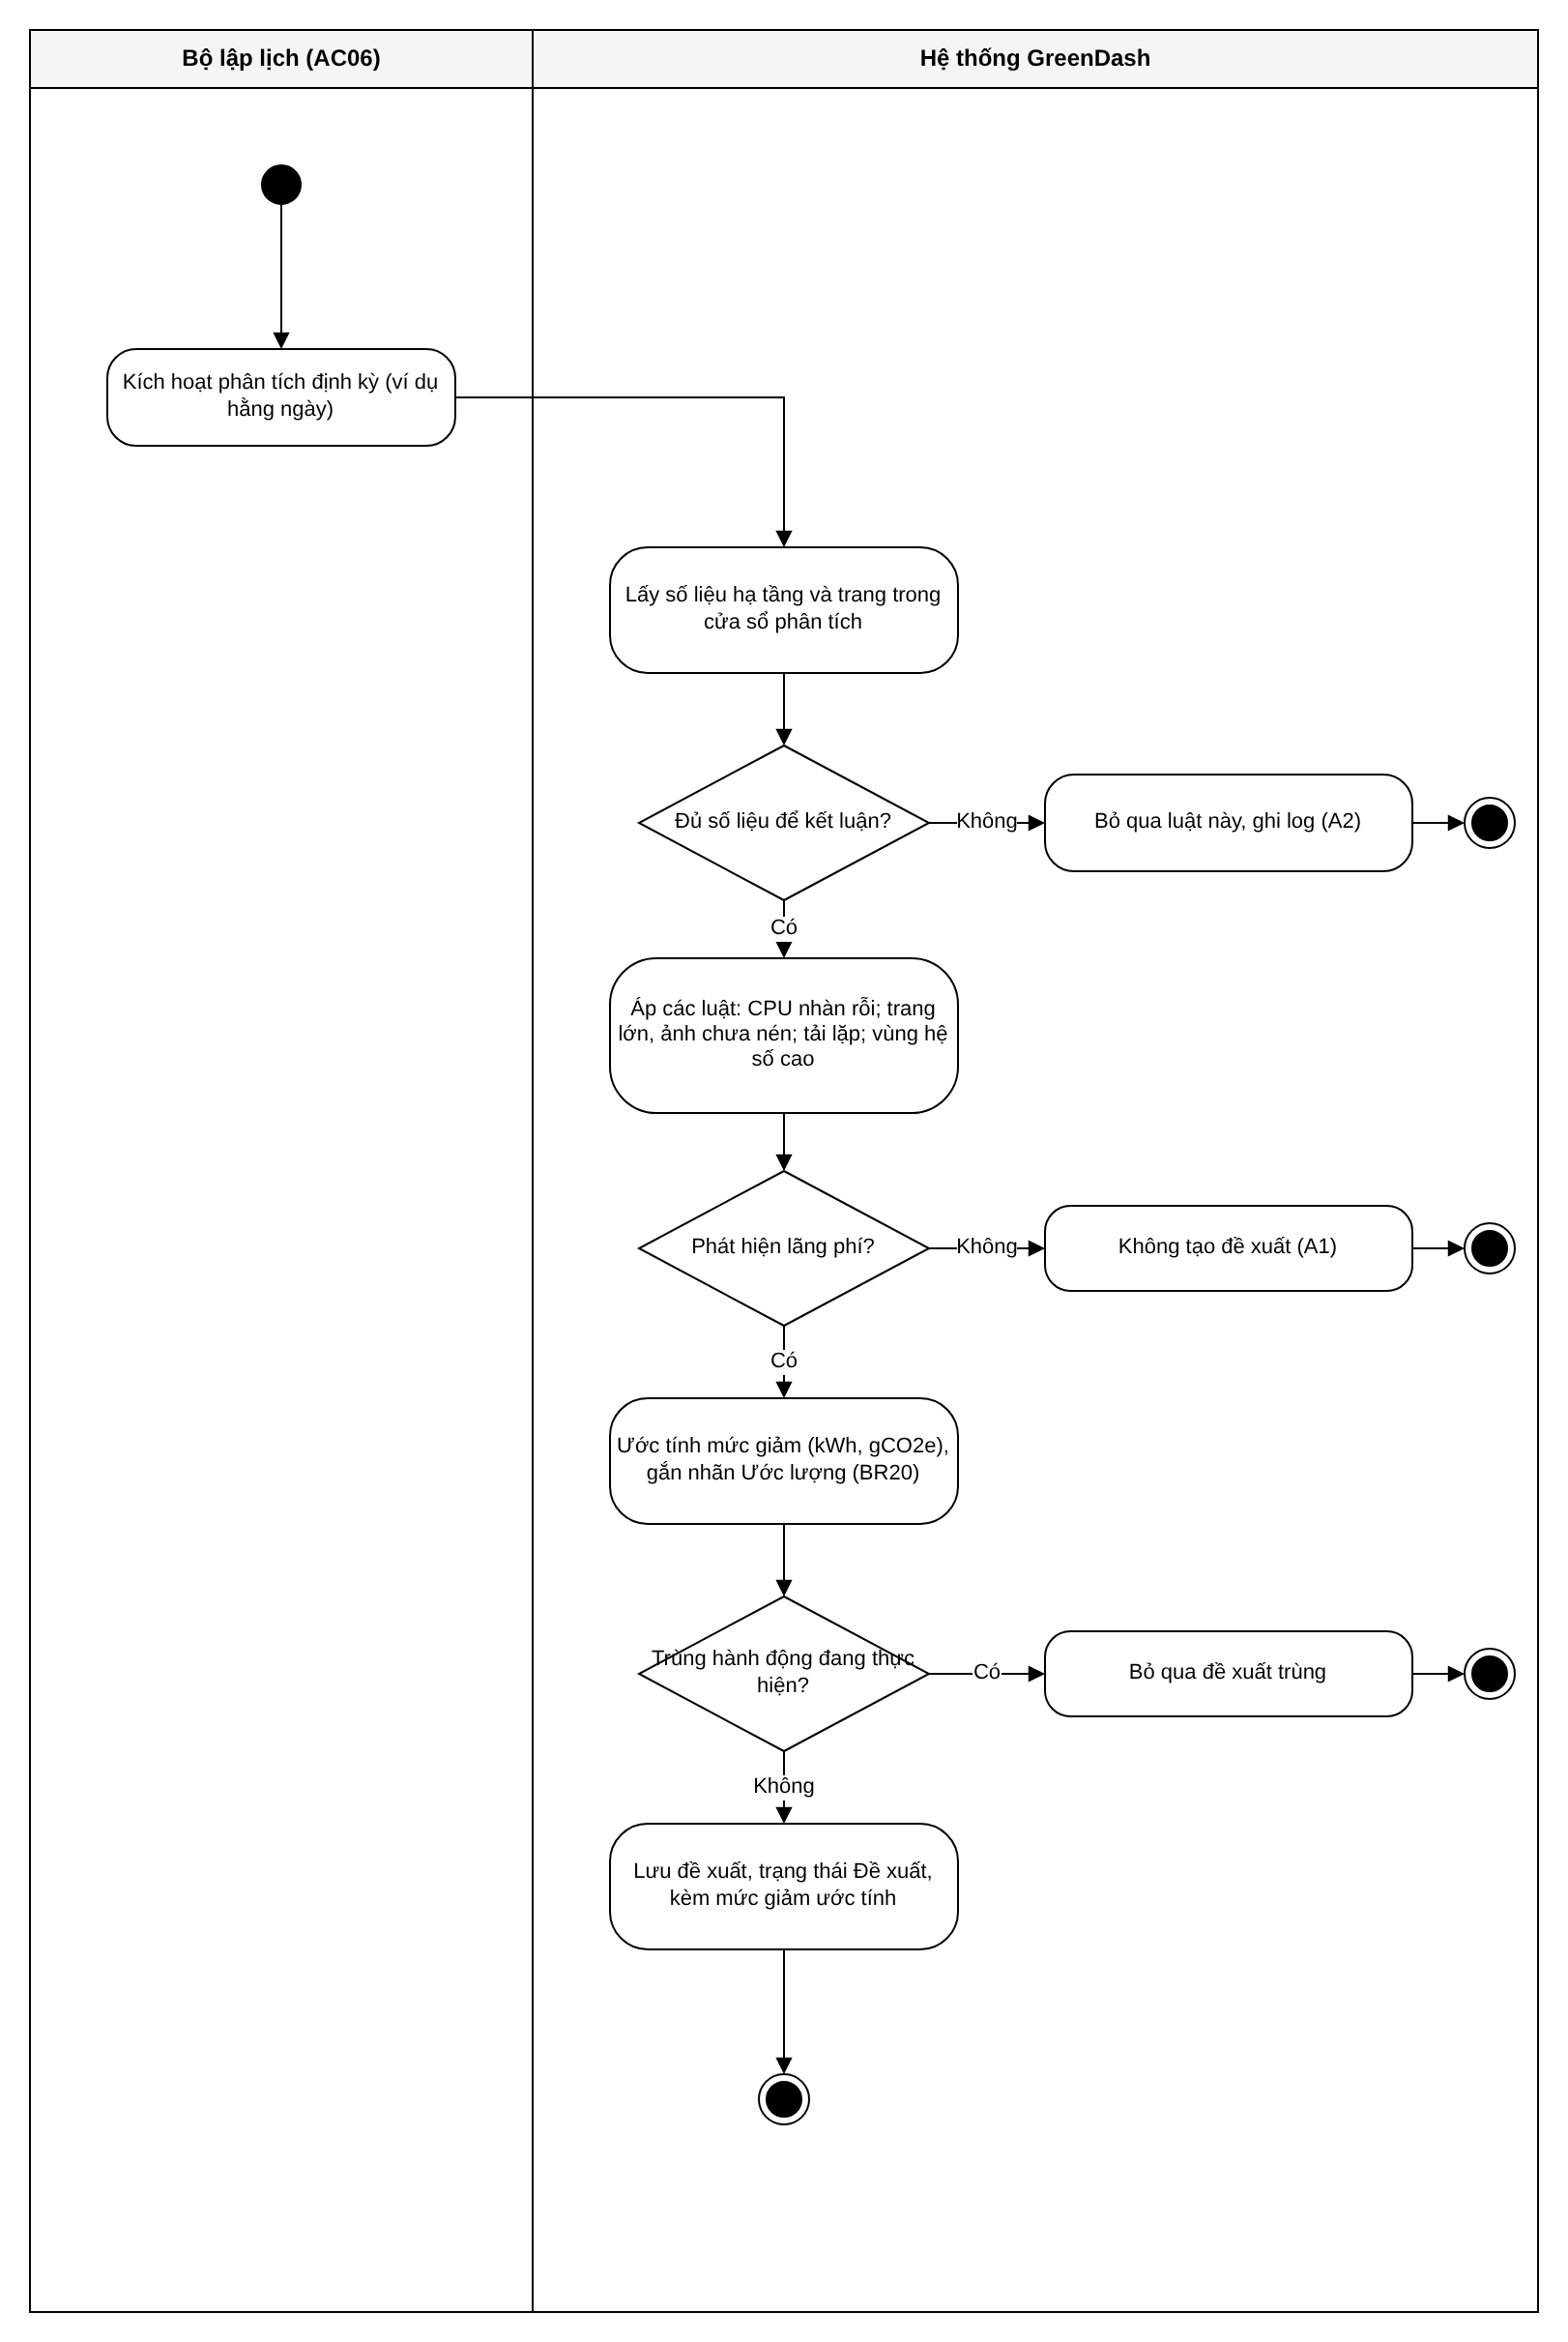 Bộ lập lịch (AC06)
Hệ thống GreenDash
Kích hoạt phân tích định kỳ (ví dụ
hằng ngày)
Lấy số liệu hạ tầng và trang trong
cửa sổ phân tích
Đủ số liệu để kết luận?
Không
Bỏ qua luật này, ghi log (A2)
Có
Áp các luật: CPU nhàn rỗi; trang
lớn, ảnh chưa nén; tải lặp; vùng hệ
số cao
Phát hiện lãng phí?
Không
Không tạo đề xuất (A1)
Có
Ước tính mức giảm (kWh, gCO2e),
gắn nhãn Ước lượng (BR20)
Trùng hành động đang thực
hiện?
Có
Bỏ qua đề xuất trùng
Không
Lưu đề xuất, trạng thái Đề xuất,
kèm mức giảm ước tính